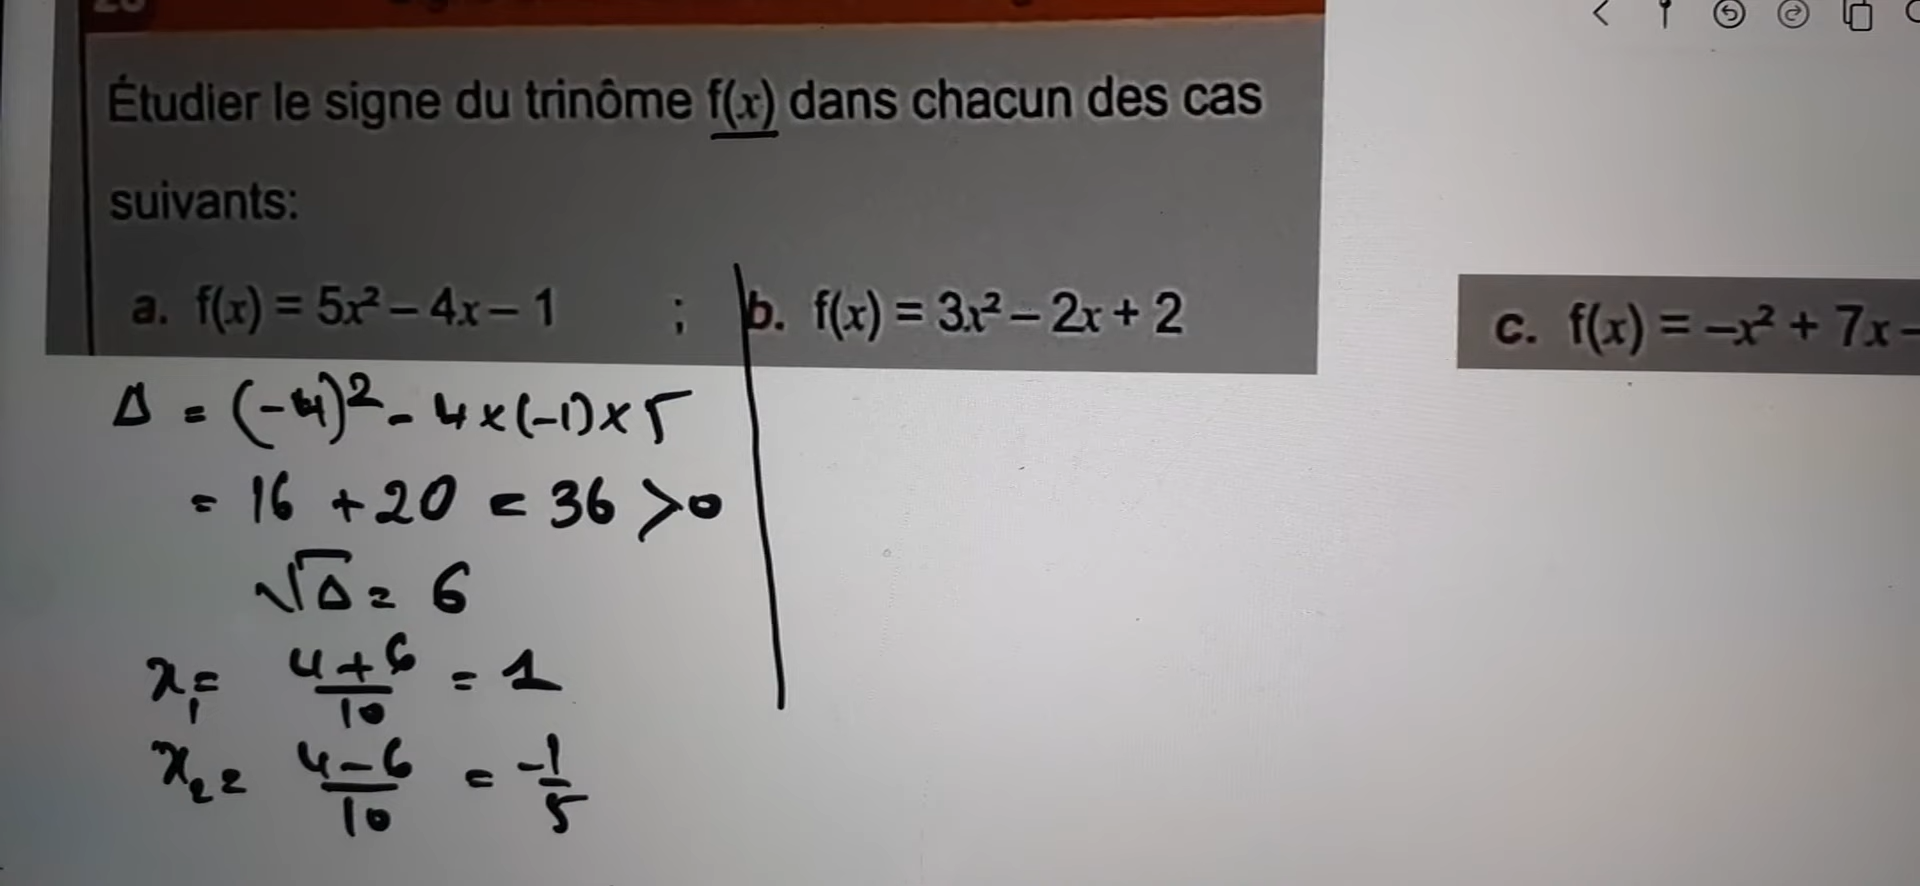 Étudier le signe du trinôme f(x) dans chacun des cas
suivants:
a. f(x) = 5x² – 4x – 1 ;
b. f(x) = 3x² – 2x + 2
c. f(x) = –x² + 7x –
Δ = (-4)² - 4×(-1)×5
= 16 + 20 = 36 >0
√Δ = 6
x₁ = 4+6/10 = 1
x₂ = 4-6/10 = -1/5